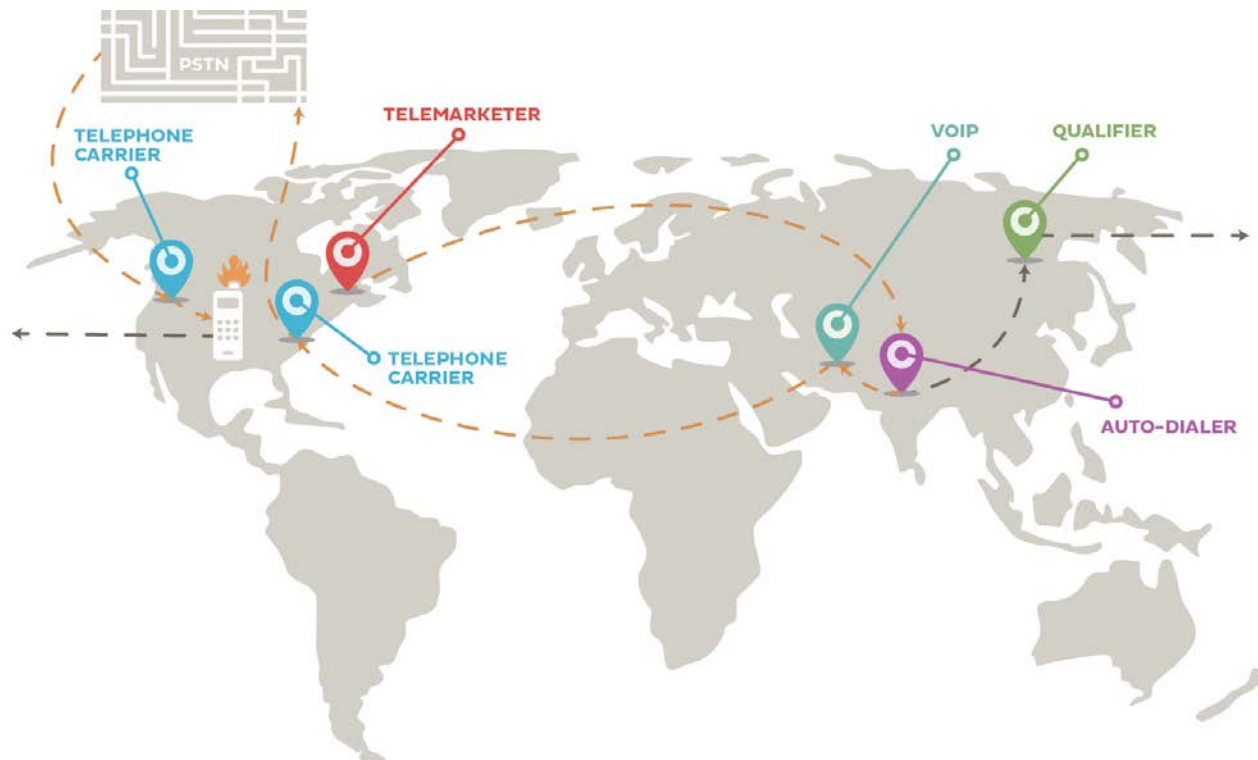 PSTN
TELEPHONE
CARRIER
TELEMARKETER
VOIP
QUALIFIER
TELEPHONE
CARRIER
AUTO-DIALER